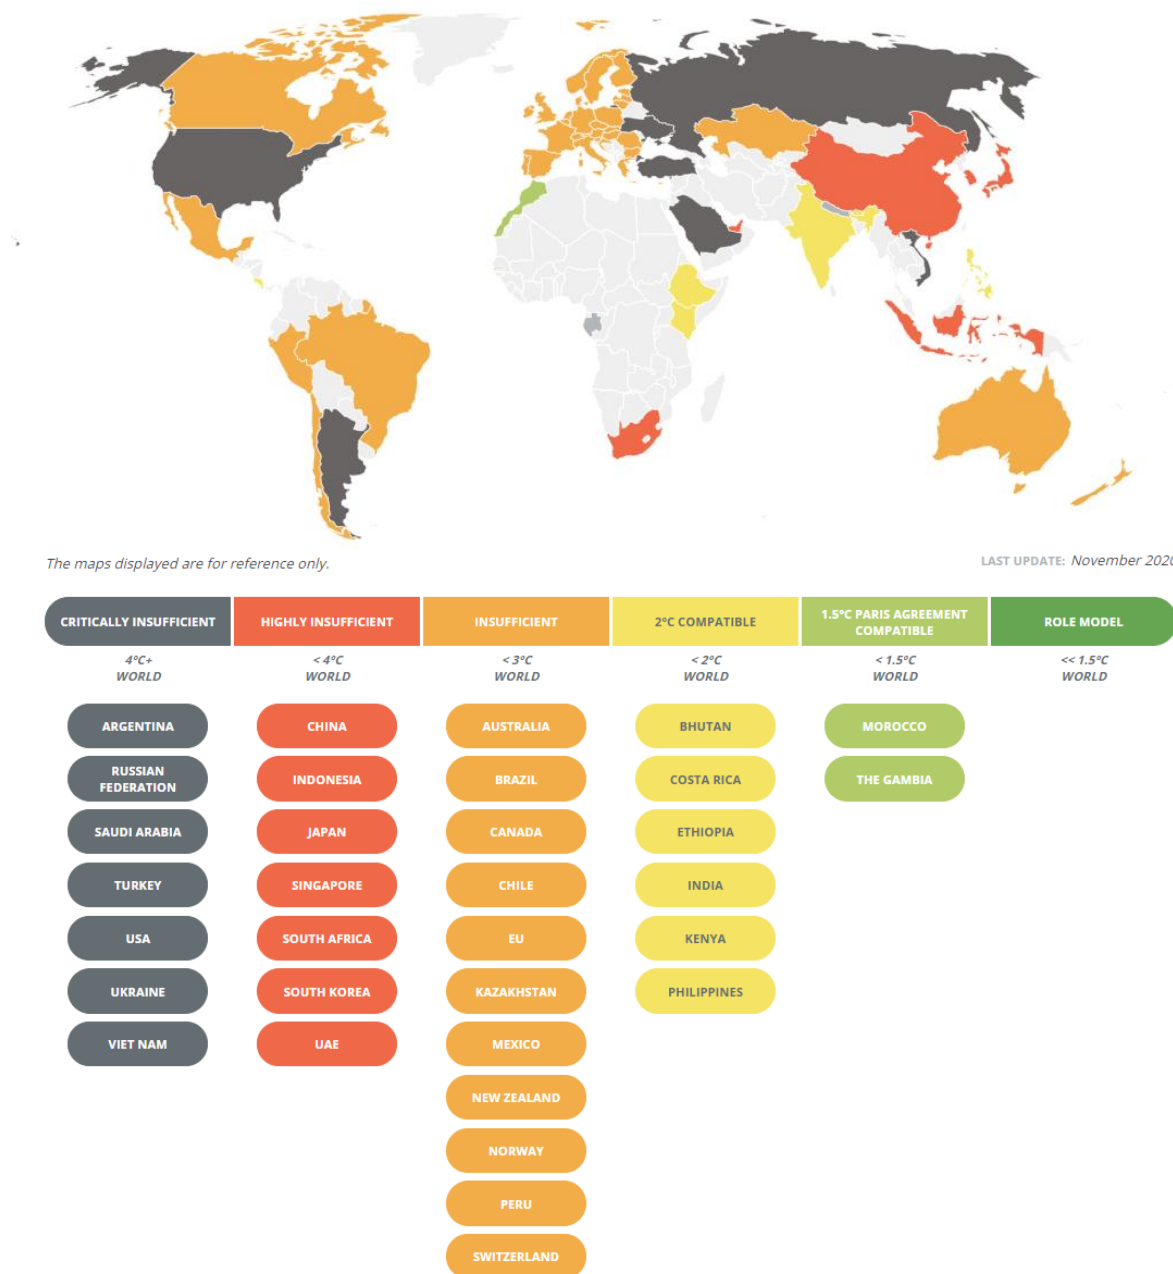 The maps displayed are for reference only.
LAST UPDATE: November 2020
CRITICALLY INSUFFICIENT
HIGHLY INSUFFICIENT
INSUFFICIENT
2°C COMPATIBLE
1.5°C PARIS AGREEMENT
COMPATIBLE
ROLE MODEL
4°C+
WORLD
< 4°C
WORLD
< 3°C
WORLD
< 2°C
WORLD
< 1.5°C
WORLD
<< 1.5°C
WORLD
ARGENTINA
RUSSIAN
FEDERATION
SAUDI ARABIA
TURKEY
USA
UKRAINE
VIET NAM
CHINA
INDONESIA
JAPAN
SINGAPORE
SOUTH AFRICA
SOUTH KOREA
UAE
AUSTRALIA
BRAZIL
CANADA
CHILE
EU
KAZAKHSTAN
MEXICO
NEW ZEALAND
NORWAY
PERU
SWITZERLAND
BHUTAN
COSTA RICA
ETHIOPIA
INDIA
KENYA
PHILIPPINES
MOROCCO
THE GAMBIA